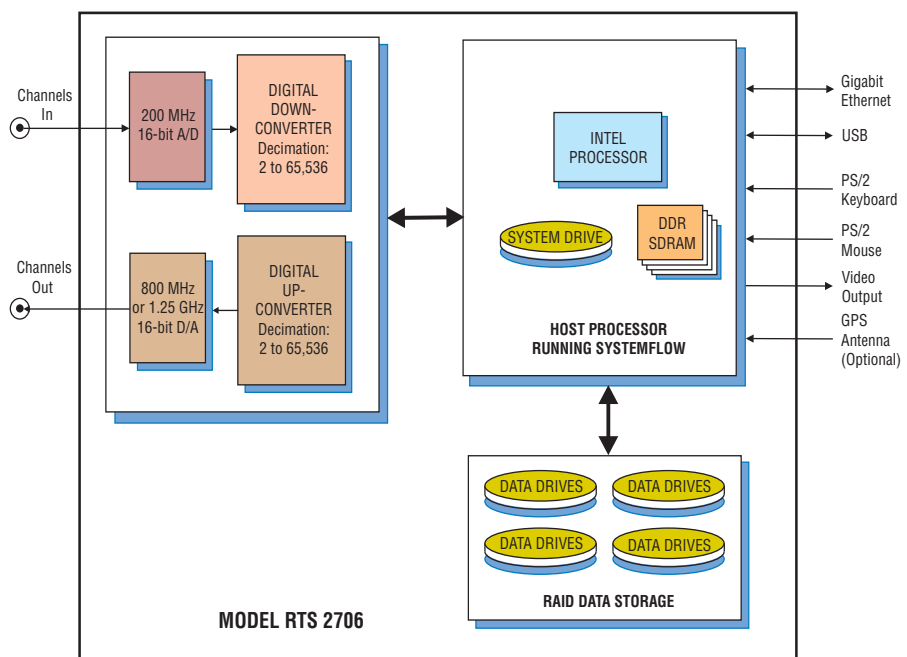 Channels
In
200 MHz
16-bit A/D
DIGITAL
DOWN-
CONVERTER
Decimation:
2 to 65,536
Channels
Out
800 MHz
or 1.25 GHz
16-bit D/A
DIGITAL
UP-
CONVERTER
Decimation:
2 to 65,536
INTEL
PROCESSOR
SYSTEM DRIVE
DDR
SDRAM
HOST PROCESSOR
RUNNING SYSTEMFLOW
Gigabit
Ethernet
USB
PS/2
Keyboard
PS/2
Mouse
Video
Output
GPS
Antenna
(Optional)
DATA DRIVES
DATA DRIVES
DATA DRIVES
DATA DRIVES
RAID DATA STORAGE
MODEL RTS 2706